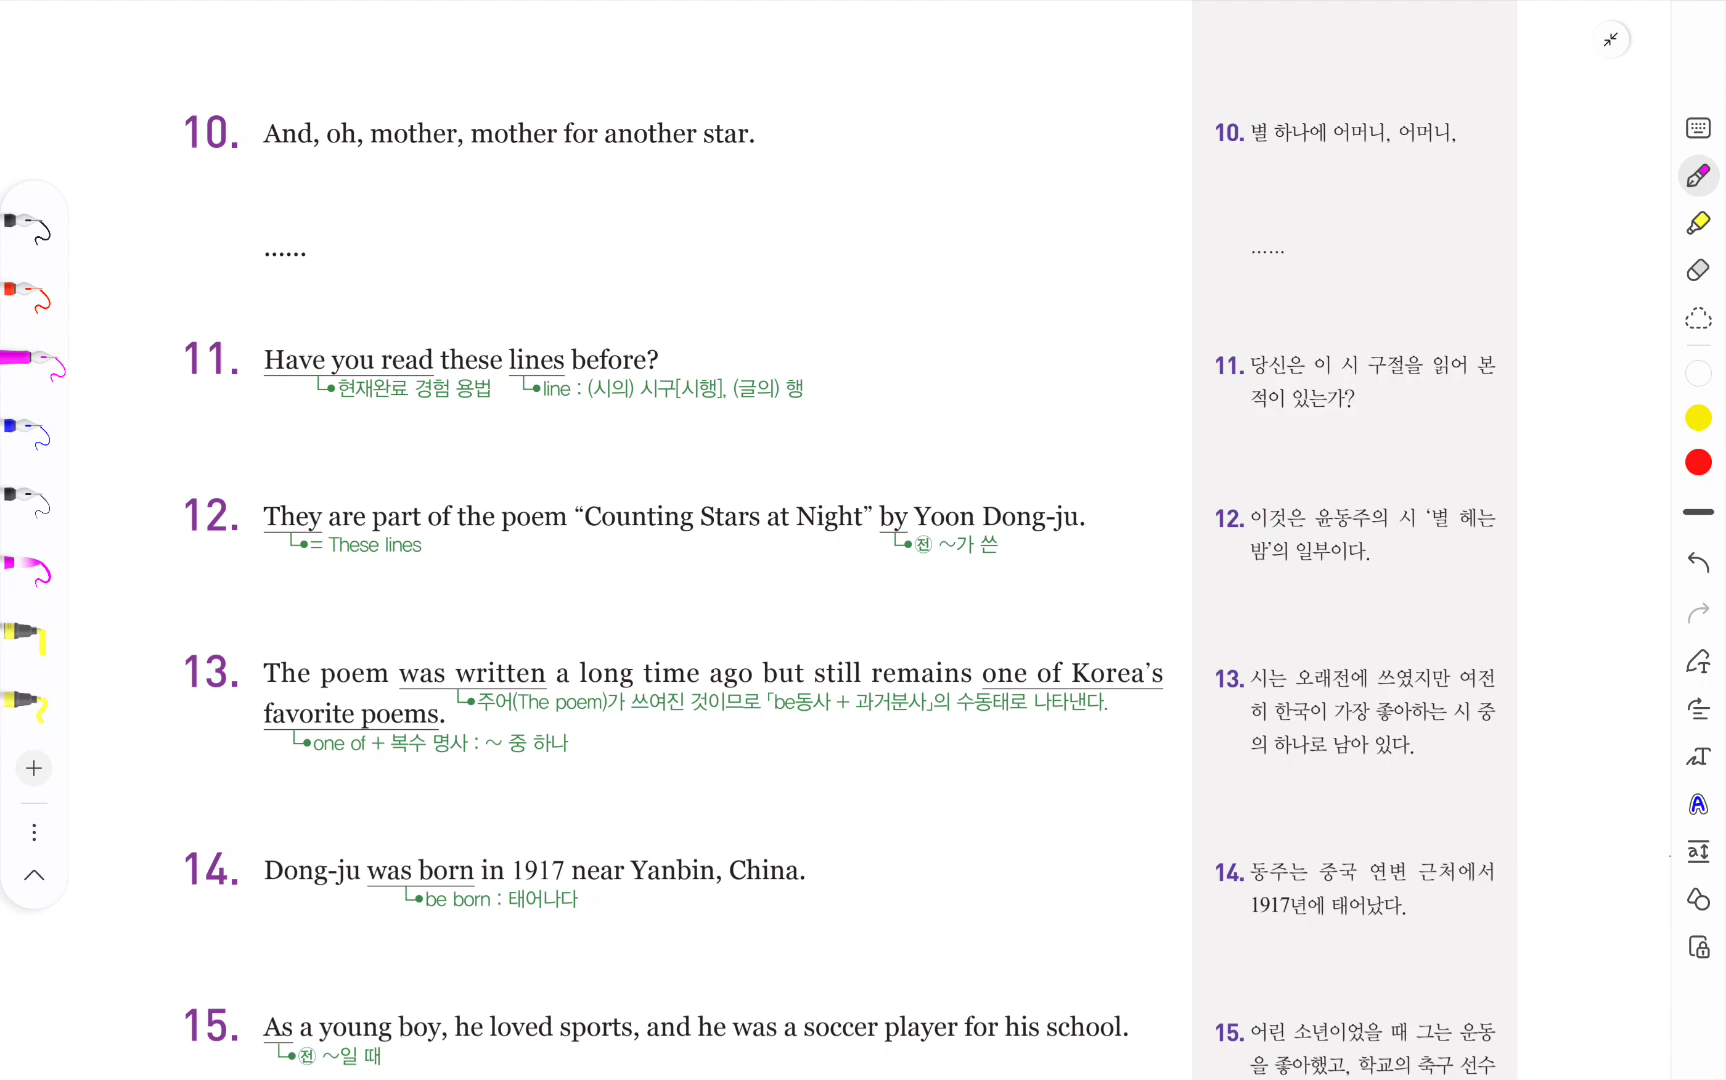 10. And, oh, mother, mother for another star.
10. 별 하나에 어머니, 어머니,
......
......
11. Have you read these lines before?
현재완료 경험 용법
line : (시의) 시구[시행], (글의) 행
11. 당신은 이 시 구절을 읽어 본
적이 있는가?
12. They are part of the poem “Counting Stars at Night” by Yoon Dong-ju.
= These lines
전 ~가 쓴
12. 이것은 윤동주의 시 ‘별 헤는
밤’의 일부이다.
13. The poem was written a long time ago but still remains one of Korea’s
주어(The poem)가 쓰여진 것이므로 「be동사 + 과거분사」의 수동태로 나타낸다.
favorite poems.
one of + 복수 명사 : ~ 중 하나
13. 시는 오래전에 쓰였지만 여전
히 한국이 가장 좋아하는 시 중
의 하나로 남아 있다.
14. Dong-ju was born in 1917 near Yanbin, China.
be born : 태어나다
14. 동주는 중국 연변 근처에서
1917년에 태어났다.
15. As a young boy, he loved sports, and he was a soccer player for his school.
전 ~일 때
15. 어린 소년이었을 때 그는 운동
을 좋아했고, 학교의 축구 선수